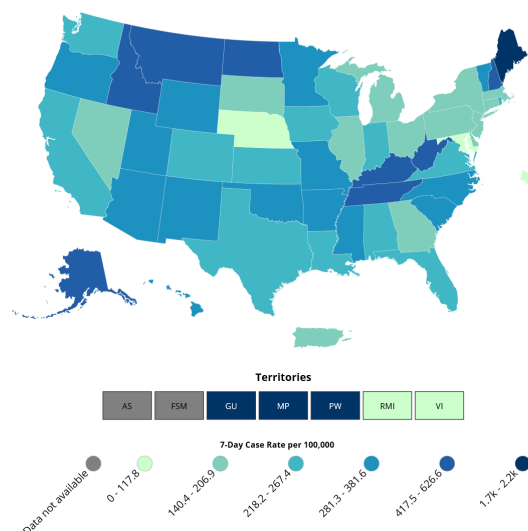 Territories
AS FSM GU MP PW RMI VI
7-Day Case Rate per 100,000
Data not available
0 - 117.8
140.4 - 206.9
218.2 - 267.4
281.3 - 381.6
417.5 - 626.6
1.7k - 2.2k